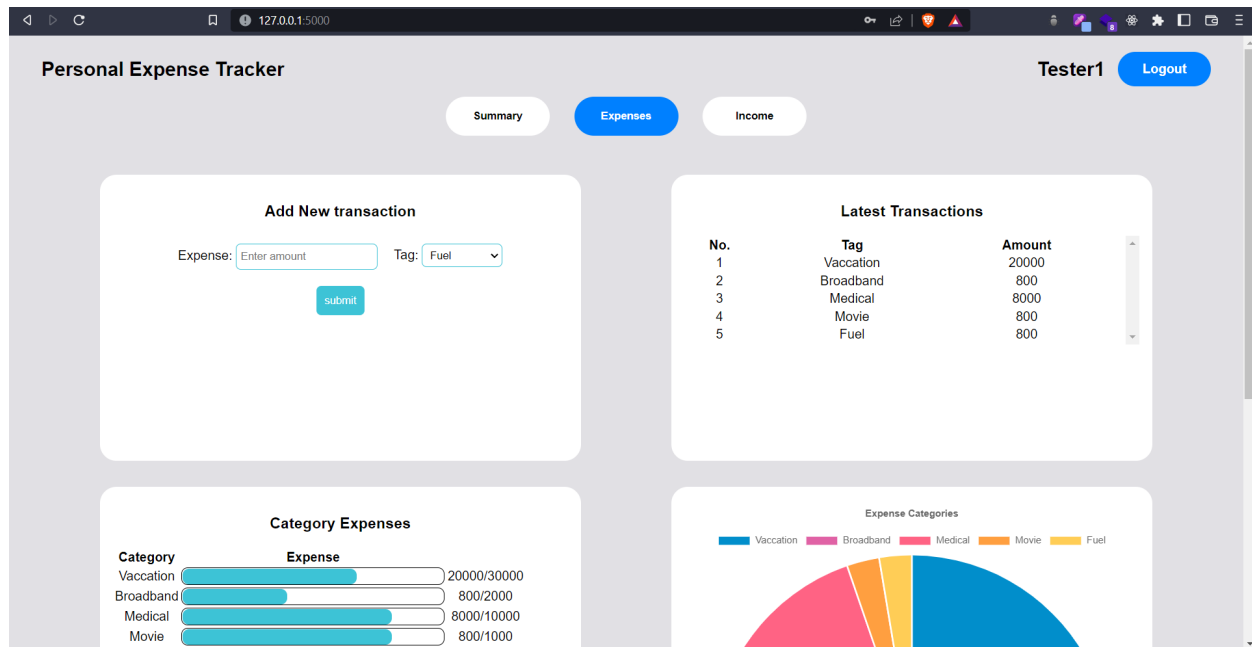 127.0.0.1:5000
8
Personal Expense Tracker
Tester1 Logout
Summary Expenses Income
Add New transaction
Expense: Enter amount Tag: Fuel
submit
Latest Transactions
No. Tag Amount
1 Vaccation 20000
2 Broadband 800
3 Medical 8000
4 Movie 800
5 Fuel 800
Category Expenses
Category Expense
Vaccation 20000/30000
Broadband 800/2000
Medical 8000/10000
Movie 800/1000
Expense Categories
Vaccation Broadband Medical Movie Fuel